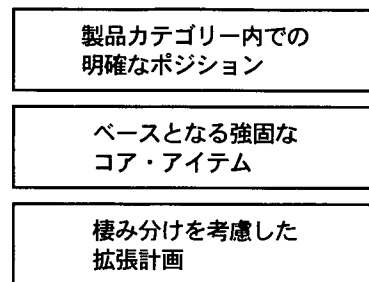 製品カテゴリー内での
明確なポジション
ベースとなる強固な
コア・アイテム
棲み分けを考慮した
拡張計画